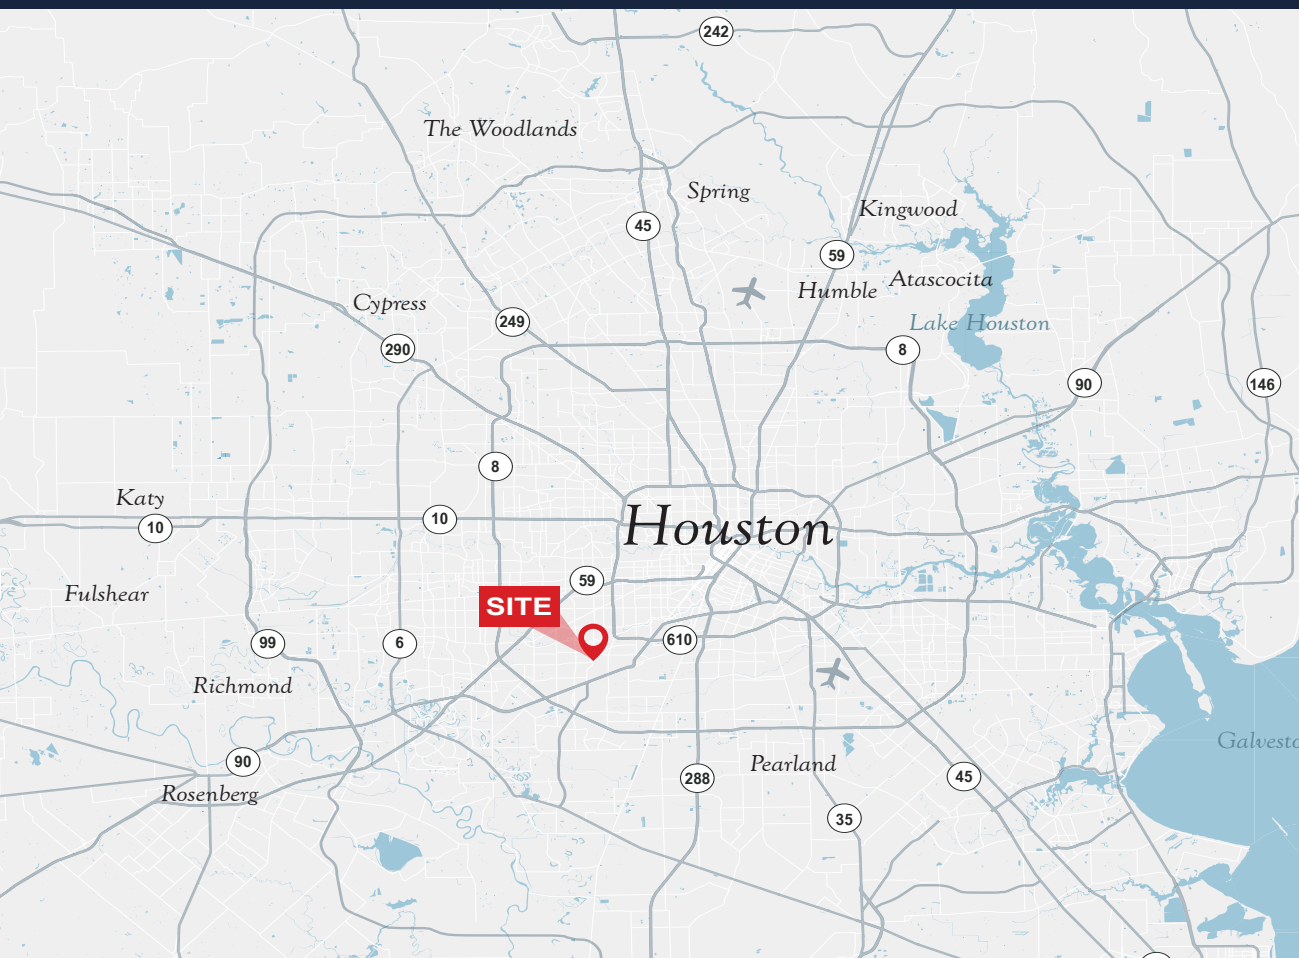 242
The Woodlands
Spring
Kingwood
45
59
Atascocita
Humble
Cypress
249
Lake Houston
290
8
90
146
8
Katy
10
10
Houston
59
Fulshear
SITE
99
6
610
Richmond
Galvesto
90
Pearland
288
45
Rosenberg
35